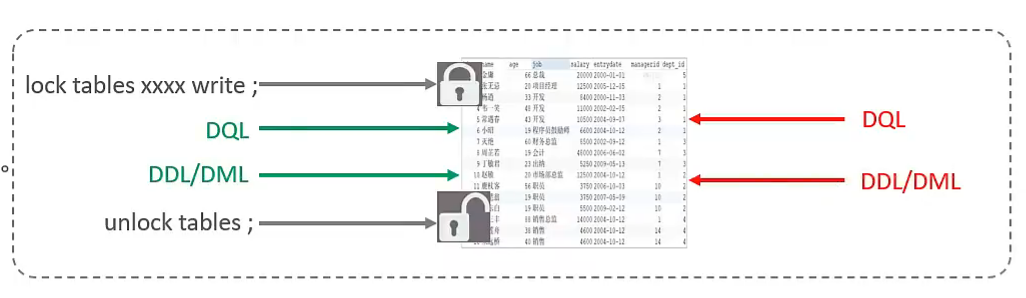 lock tables xxxx write ;
DQL
DDL/DML
unlock tables ;
name age job salary entrydate managerid dept_id
金庸 66 总裁 20000 2000-01-01 5
张无忌 20 项目经理 12500 2005-12-05 1 1
杨逍 33 开发 8400 2000-11-03 2 1
韦一笑 48 开发 11000 2002-02-05 2 1
5 常遇春 43 开发 10500 2004-09-07 3 1
6 小昭 19 程序员鼓励师 6600 2004-10-12 2 1
7 灭绝 60 财务总监 8500 2002-09-12 1 3
8 周芷若 19 会计 48000 2006-06-02 7 3
9 丁敏君 23 出纳 5250 2009-05-13 7 3
10 赵敏 20 市场部总监 12500 2004-10-12 1 2
11 鹿杖客 56 职员 3750 2006-10-03 10 2
19 职员 3750 2007-05-09 10 2
19 职员 5500 2009-02-12 10 2
88 销售总监 14000 2004-10-12 1 4
38 销售 4600 2004-10-12 14 4
40 销售 4600 2004-10-12 14 4
DQL
DDL/DML